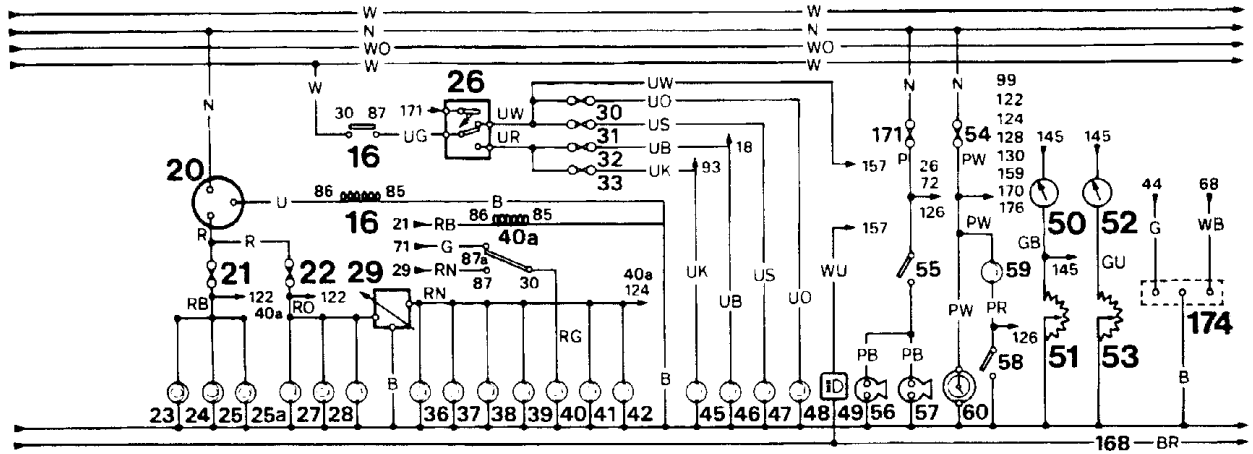 W W
N N
WO WO
W W
W 26 UW N N 99
30 87 171 UW UO 30 122
N UG UR US 31 124
16 UB 32 18 171 54 128 145 145
UK 33 93 157 P PW 130
20 26 159
86 85 72 170 44 68
U B 126 176 50 52
16 21 RB 86 85 157 PW G WB
R R 71 G 40a GB
21 22 29 29 RN 87a 30 UK US WU 55 59 145 GU
87 40a
RB 122 RO 122 RN 124 UB UO PR
40a RG PW 126 174
B B PB PB 58 51 53 B
23 24 25 25a 27 28 36 37 38 39 40 41 42 45 46 47 48 49 56 57 60
168 BR